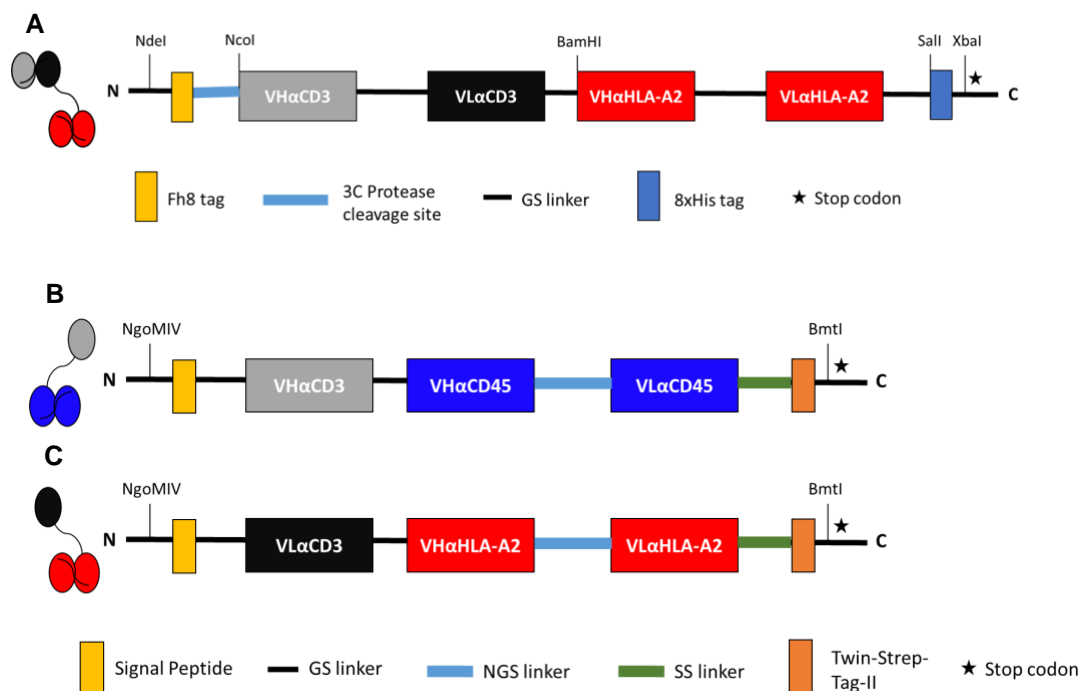 A
NdeI
NcoI
BamHI
SalI XbaI
N
VHαCD3
VLαCD3
VHαHLA-A2
VLαHLA-A2
C
Fh8 tag
3C Protease
cleavage site
GS linker
8xHis tag
Stop codon
B
NgoMIV
BmtI
N
VHαCD3
VHαCD45
VLαCD45
C
C
NgoMIV
BmtI
N
VLαCD3
VHαHLA-A2
VLαHLA-A2
C
Signal Peptide
GS linker
NGS linker
SS linker
Twin-Strep-
Tag-II
Stop codon